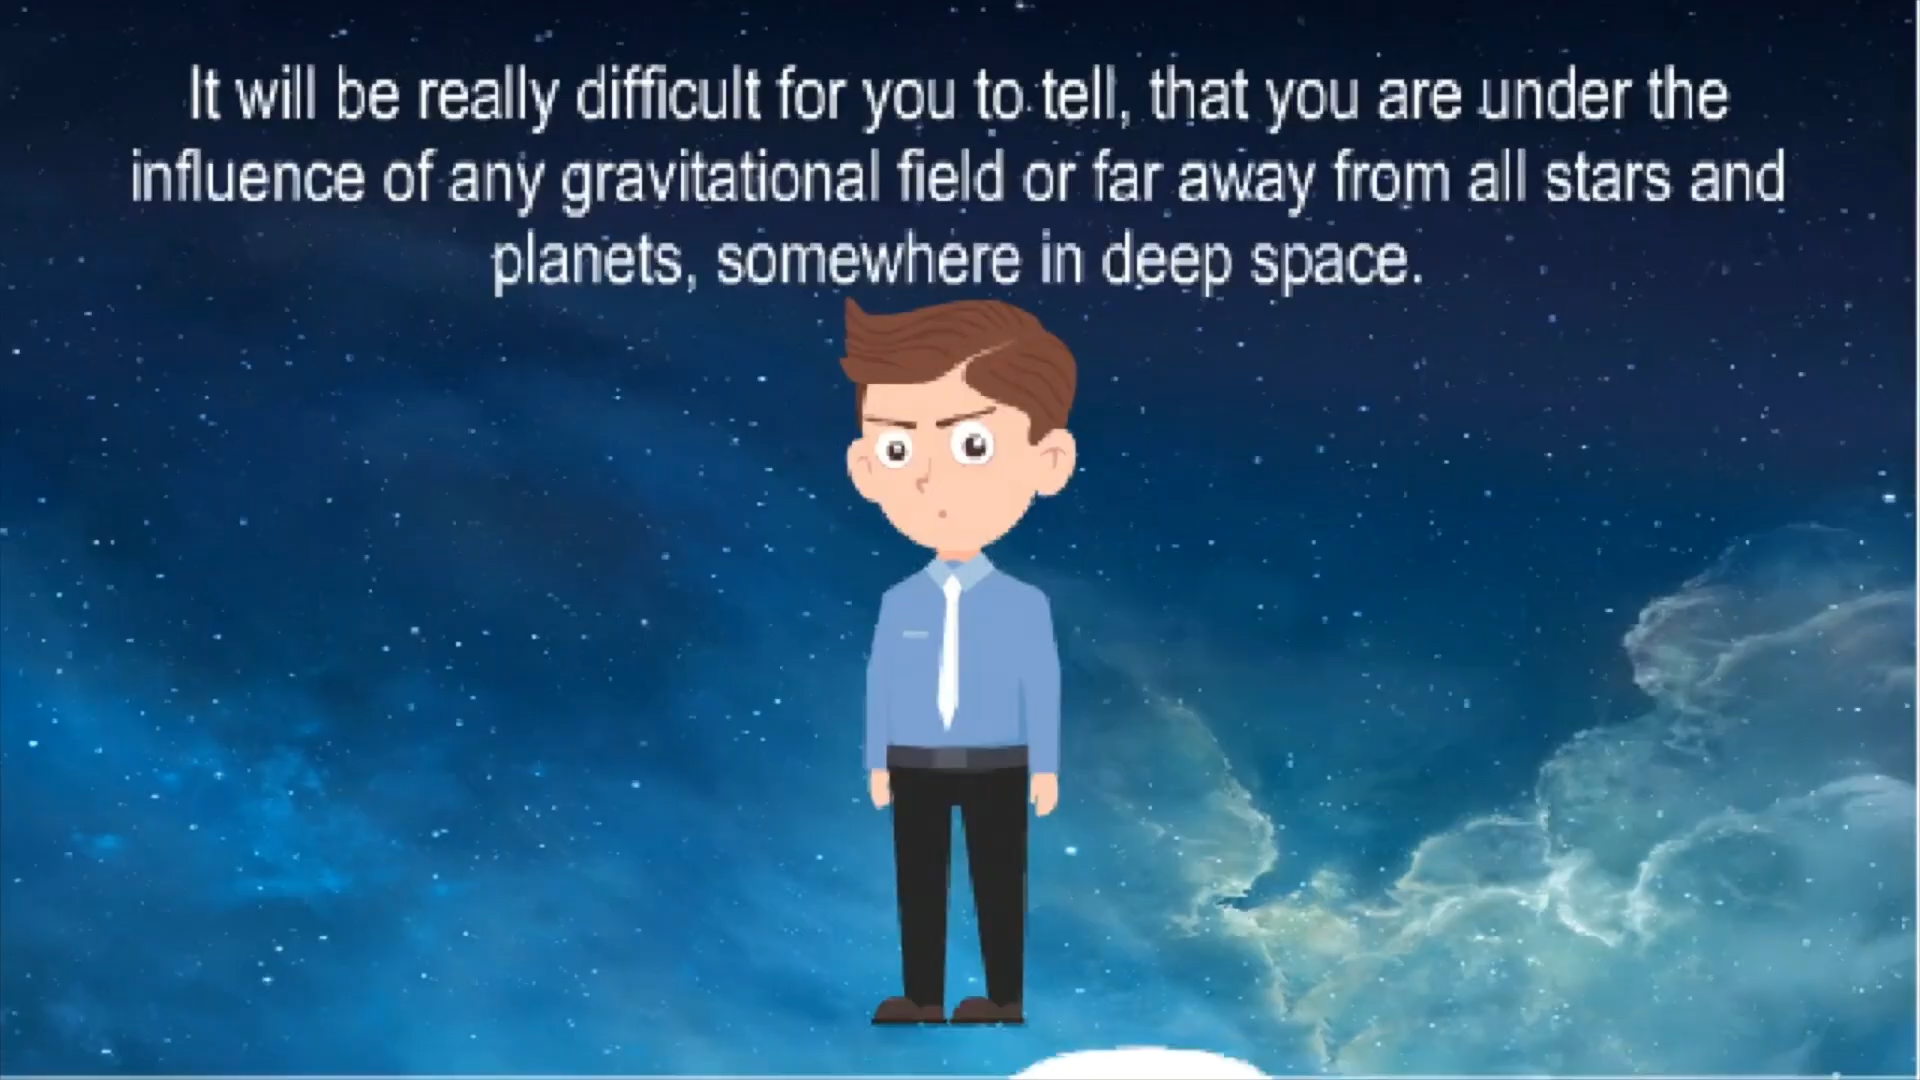 It will be really difficult for you to tell, that you are under the
influence of any gravitational field or far away from all stars and
planets, somewhere in deep space.